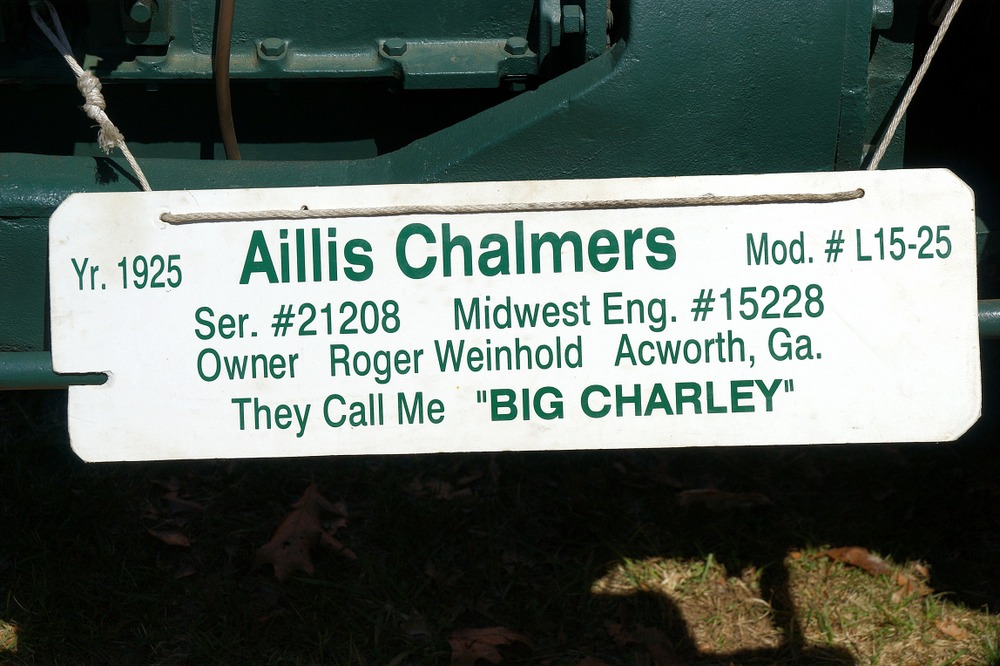 Yr. 1925 Aillis Chalmers Mod. # L15-25
Ser. #21208 Midwest Eng. #15228
Owner Roger Weinhold Acworth, Ga.
They Call Me "BIG CHARLEY"